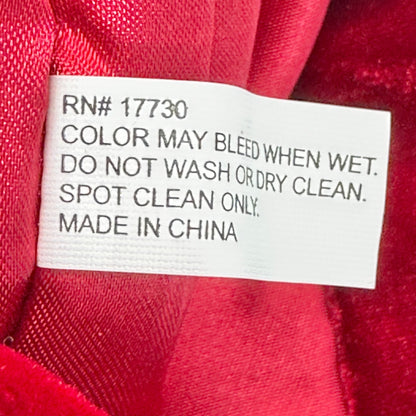 RN# 17730
COLOR MAY BLEED WHEN WET.
DO NOT WASH OR DRY CLEAN.
SPOT CLEAN ONLY.
MADE IN CHINA